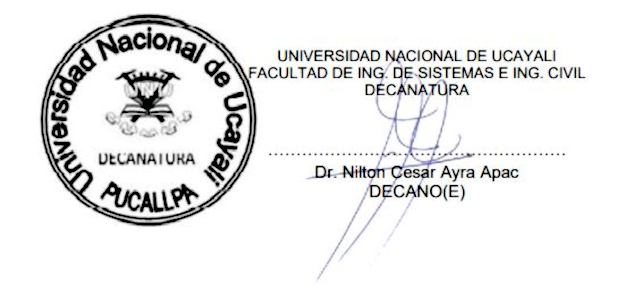 Universidad Nacional de Ucayali
DECANATURA
PUCALLPA
UNIVERSIDAD NACIONAL DE UCAYALI
FACULTAD DE ING. DE SISTEMAS E ING. CIVIL
DECANATURA
Dr. Nilton Cesar Ayra Apac
DECANO(E)